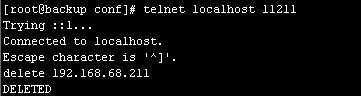 [root@backup conf]# telnet localhost 11211
Trying ::1...
Connected to localhost.
Escape character is '^]'.
delete 192.168.68.211
DELETED